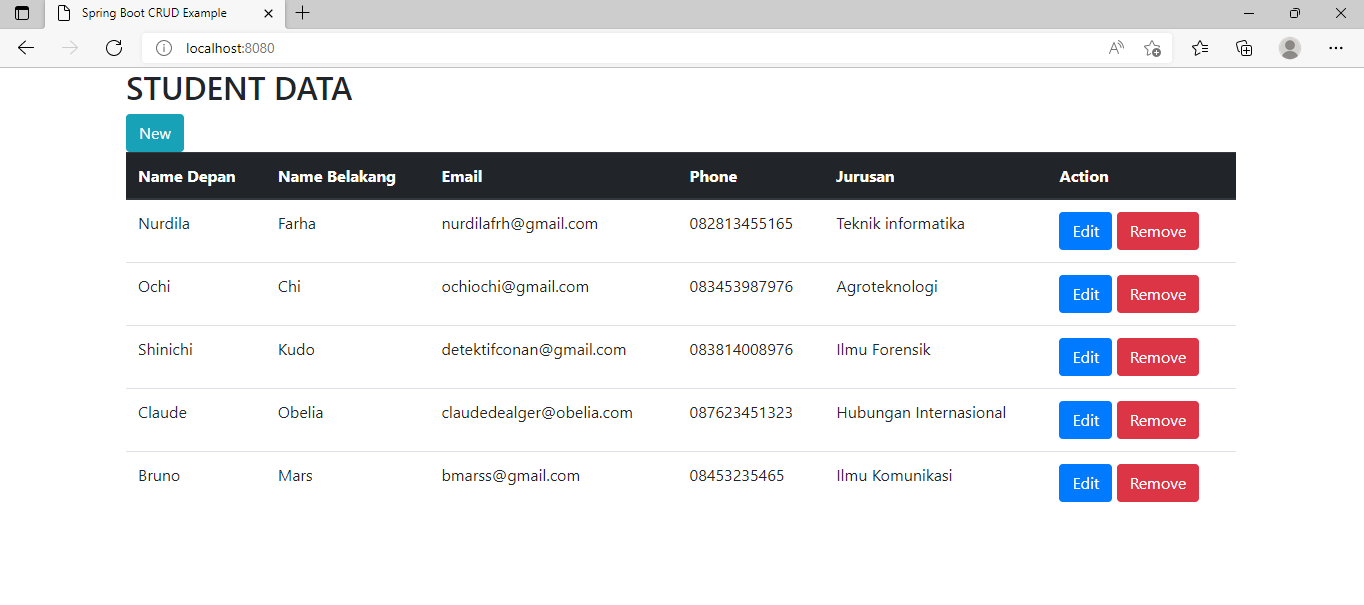 Spring Boot CRUD Example
localhost:8080
STUDENT DATA
New
Name Depan Name Belakang Email Phone Jurusan Action
Nurdila Farha nurdilafrh@gmail.com 082813455165 Teknik informatika Edit Remove
Ochi Chi ochiochi@gmail.com 083453987976 Agroteknologi Edit Remove
Shinichi Kudo detektifconan@gmail.com 083814008976 Ilmu Forensik Edit Remove
Claude Obelia claudedealger@obelia.com 087623451323 Hubungan Internasional Edit Remove
Bruno Mars bmarss@gmail.com 08453235465 Ilmu Komunikasi Edit Remove